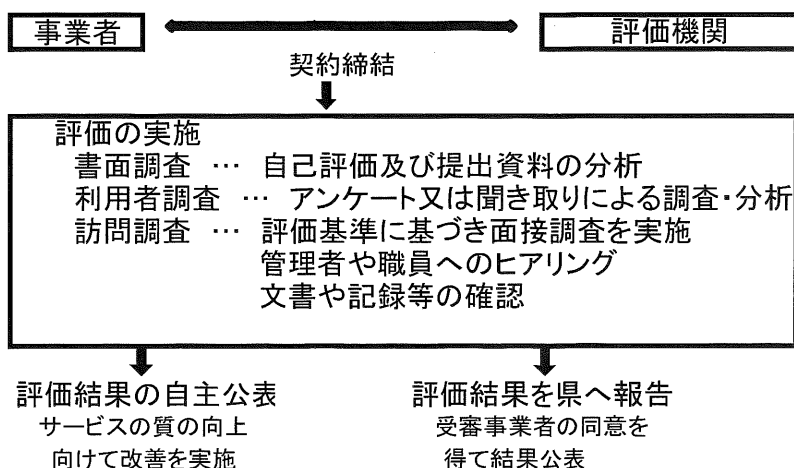 事業者
評価機関
契約締結
評価の実施
書面調査 … 自己評価及び提出資料の分析
利用者調査 … アンケート又は聞き取りによる調査・分析
訪問調査 … 評価基準に基づき面接調査を実施
管理者や職員へのヒアリング
文書や記録等の確認
評価結果の自主公表
サービスの質の向上
向けて改善を実施
評価結果を県へ報告
受審事業者の同意を
得て結果公表